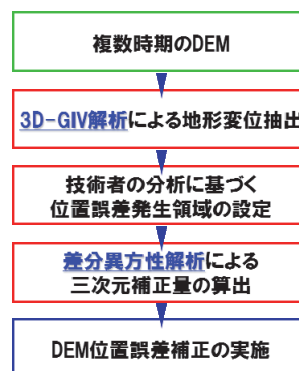 複数時期のDEM
3D-GIV解析による地形変位抽出
技術者の分析に基づく
位置誤差発生領域の設定
差分異方性解析による
三次元補正量の算出
DEM位置誤差補正の実施